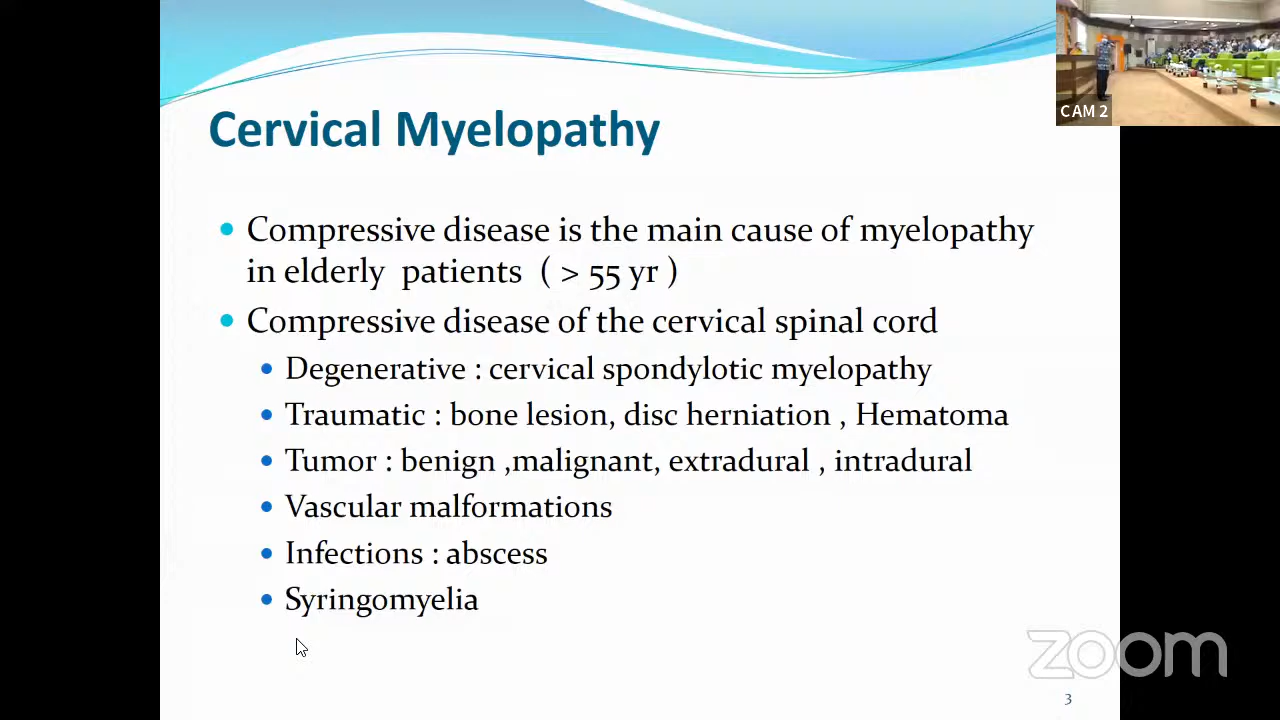 CAM 2
Cervical Myelopathy
Compressive disease is the main cause of myelopathy
in elderly patients ( > 55 yr )
Compressive disease of the cervical spinal cord
Degenerative : cervical spondylotic myelopathy
Traumatic : bone lesion, disc herniation , Hematoma
Tumor : benign ,malignant, extradural , intradural
Vascular malformations
Infections : abscess
Syringomyelia
zoom
3